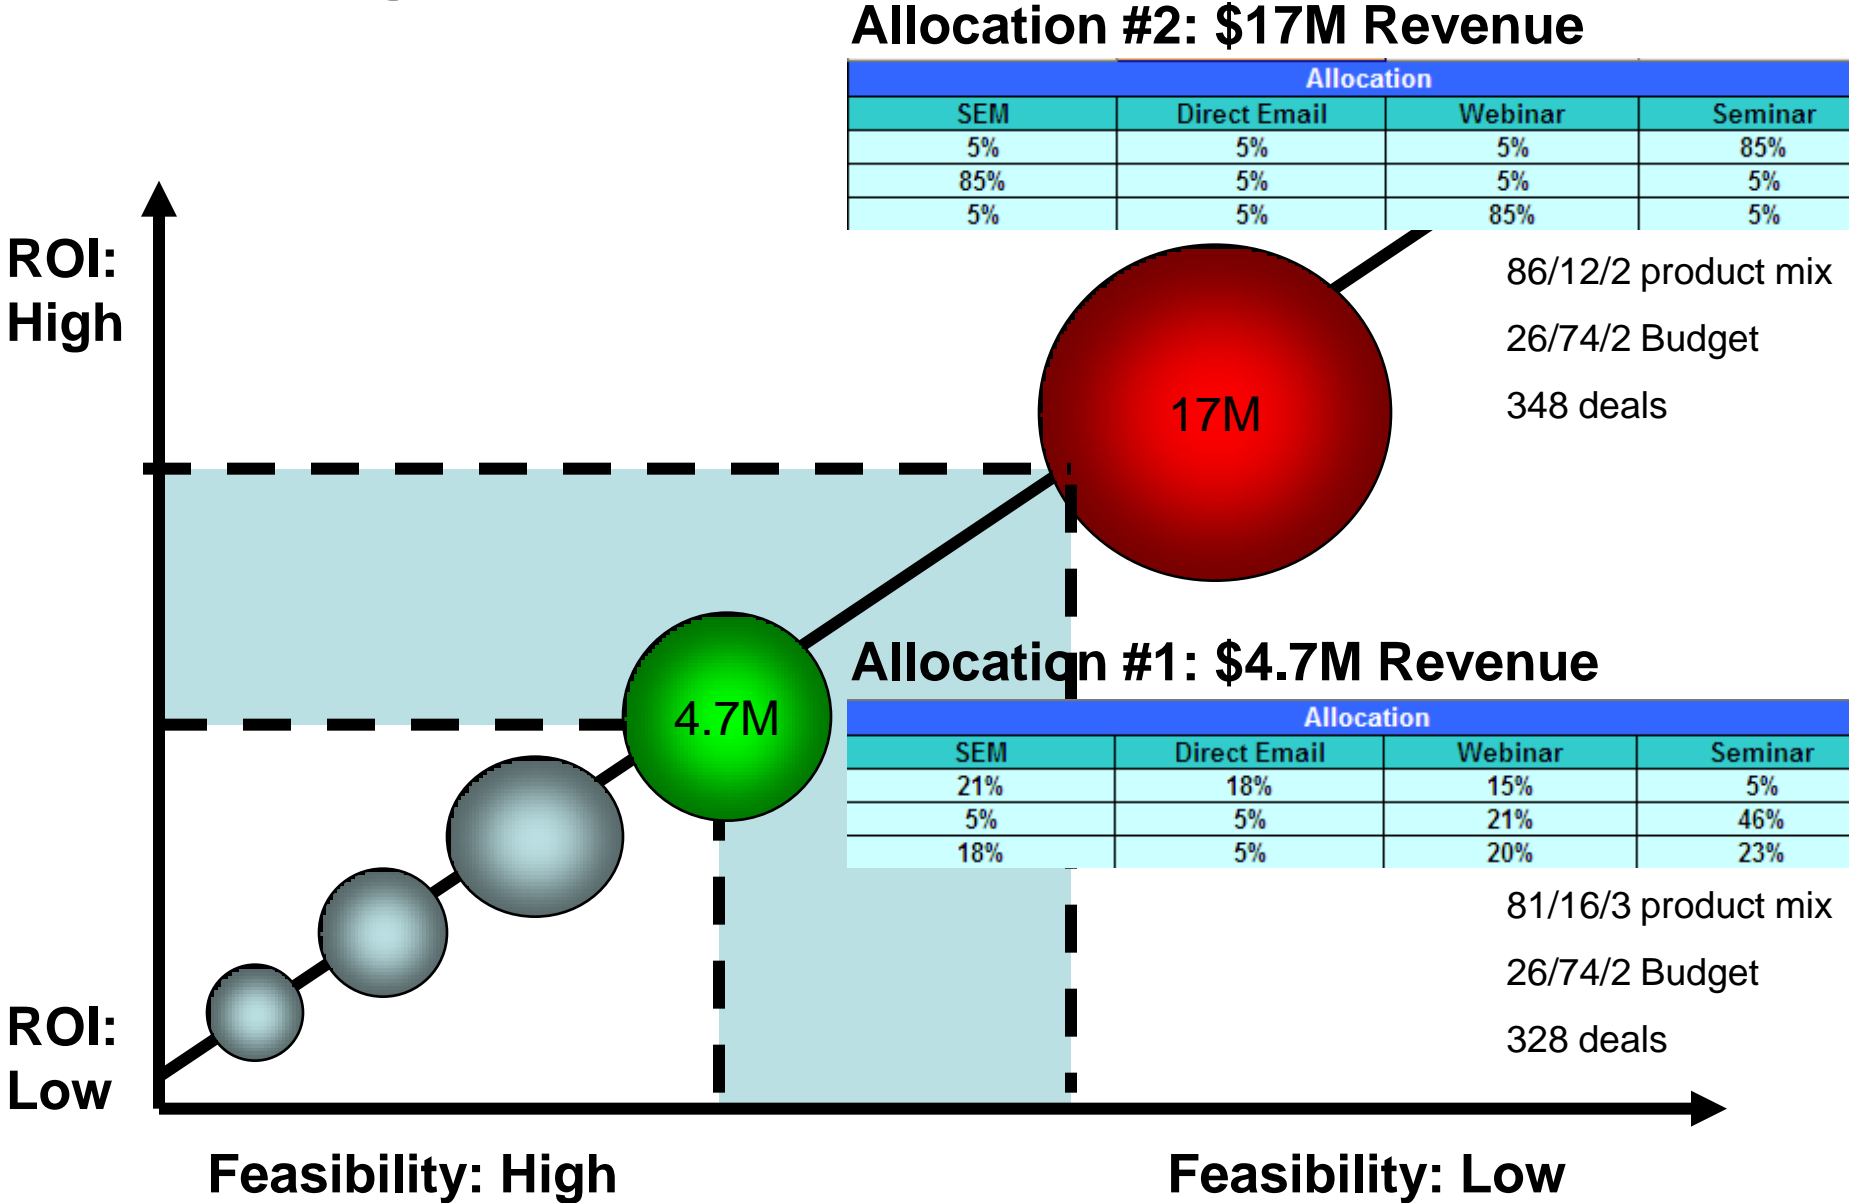 Allocation #2: $17M Revenue
Allocation
SEM Direct Email Webinar Seminar
5% 5% 5% 85%
85% 5% 5% 5%
5% 5% 85% 5%
ROI:
High
86/12/2 product mix
26/74/2 Budget
348 deals
17M
Allocation #1: $4.7M Revenue
4.7M
Allocation
SEM Direct Email Webinar Seminar
21% 18% 15% 5%
5% 5% 21% 46%
18% 5% 20% 23%
81/16/3 product mix
26/74/2 Budget
328 deals
ROI:
Low
Feasibility: High
Feasibility: Low